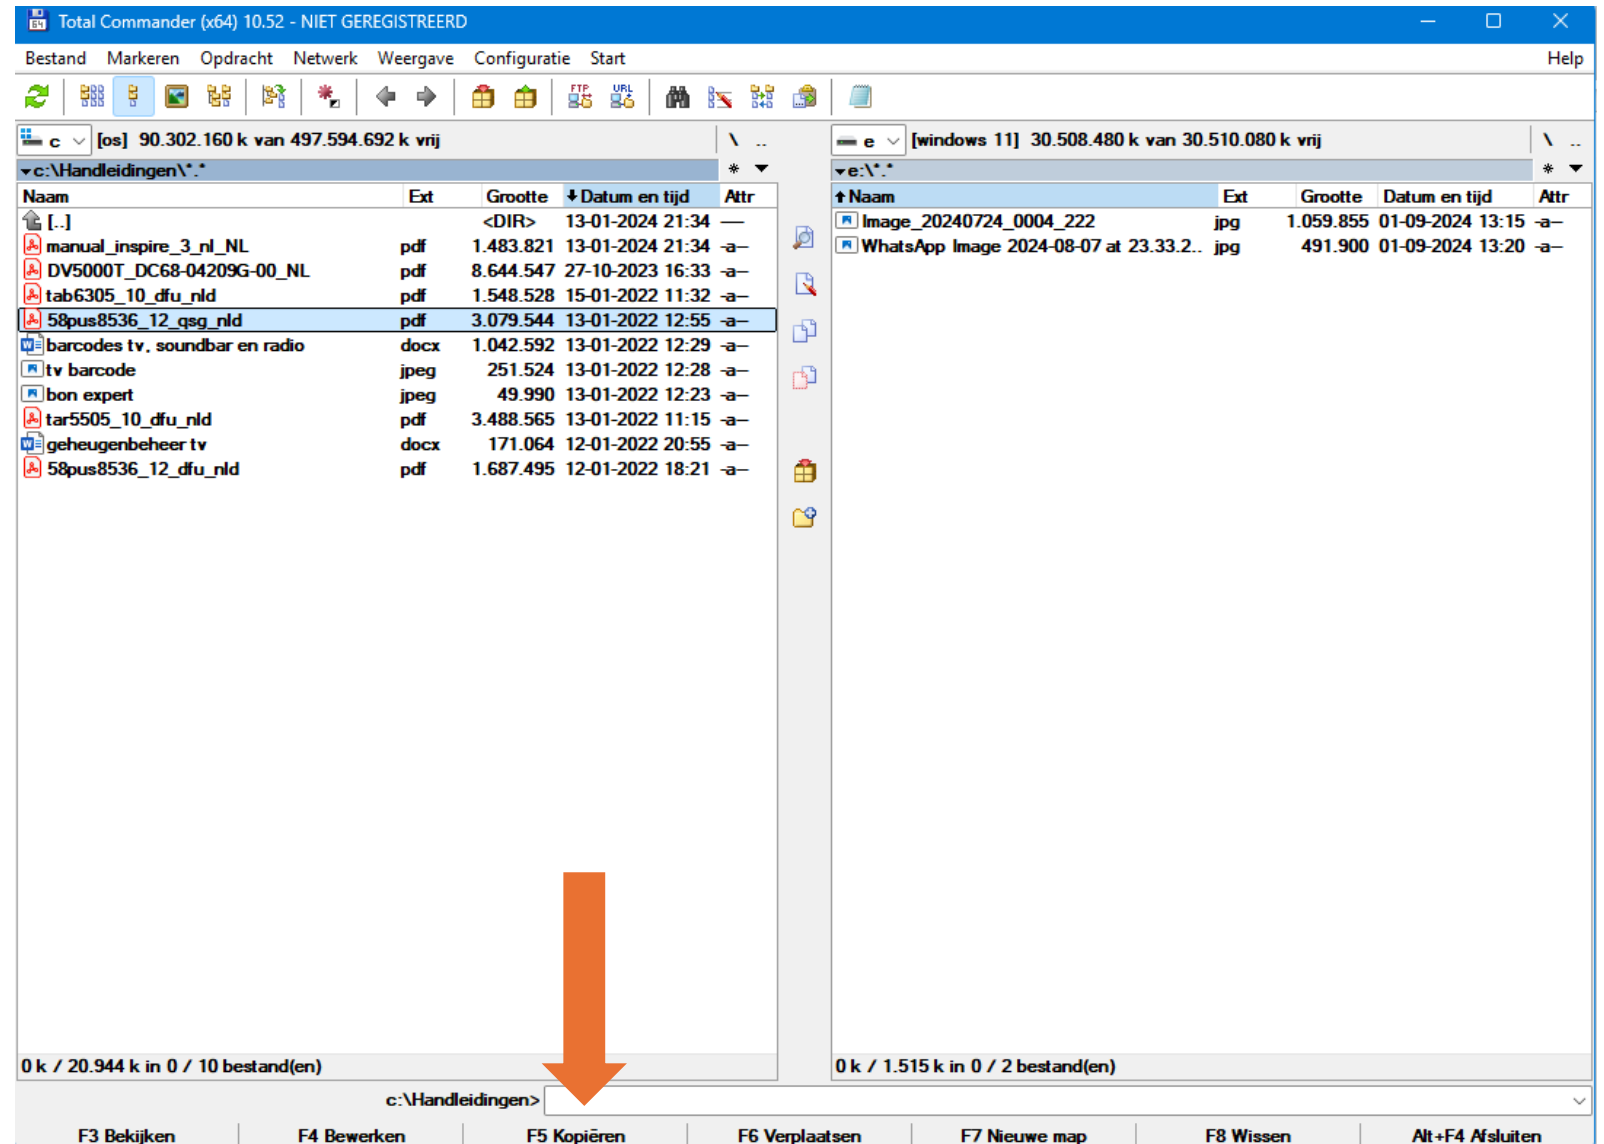 Total Commander (x64) 10.52 - NIET GEREGISTREERD
Bestand Markeren Opdracht Netwerk Weergave Configuratie Start Help
FTP URL
c [os] 90.302.160 k van 497.594.692 k vrij \ ..
c:\Handleidingen\*.* * 
Naam Ext Grootte Datum en tijd Attr
[..] <DIR> 13-01-2024 21:34 —
manual_inspire_3_nl_NL pdf 1.483.821 13-01-2024 21:34 -a--
DV5000T_DC68-04209G-00_NL pdf 8.644.547 27-10-2023 16:33 -a--
tab6305_10_dfu_nld pdf 1.548.528 15-01-2022 11:32 -a--
58pus8536_12_qsg_nld pdf 3.079.544 13-01-2022 12:55 -a--
barcodes tv, soundbar en radio docx 1.042.592 13-01-2022 12:29 -a--
tv barcode jpeg 251.524 13-01-2022 12:28 -a--
bon expert jpeg 49.990 13-01-2022 12:23 -a--
tar5505_10_dfu_nld pdf 3.488.565 13-01-2022 11:15 -a--
geheugenbeheer tv docx 171.064 12-01-2022 20:55 -a--
58pus8536_12_dfu_nld pdf 1.687.495 12-01-2022 18:21 -a--
0 k / 20.944 k in 0 / 10 bestand(en)
e [windows 11] 30.508.480 k van 30.510.080 k vrij \ ..
e:\*.* *
Naam Ext Grootte Datum en tijd Attr
Image_20240724_0004_222 jpg 1.059.855 01-09-2024 13:15 -a--
WhatsApp Image 2024-08-07 at 23.33.2.. jpg 491.900 01-09-2024 13:20 -a--
0 k / 1.515 k in 0 / 2 bestand(en)
c:\Handleidingen>
F3 Bekijken F4 Bewerken F5 Kopiëren F6 Verplaatsen F7 Nieuwe map F8 Wissen Alt+F4 Afsluiten